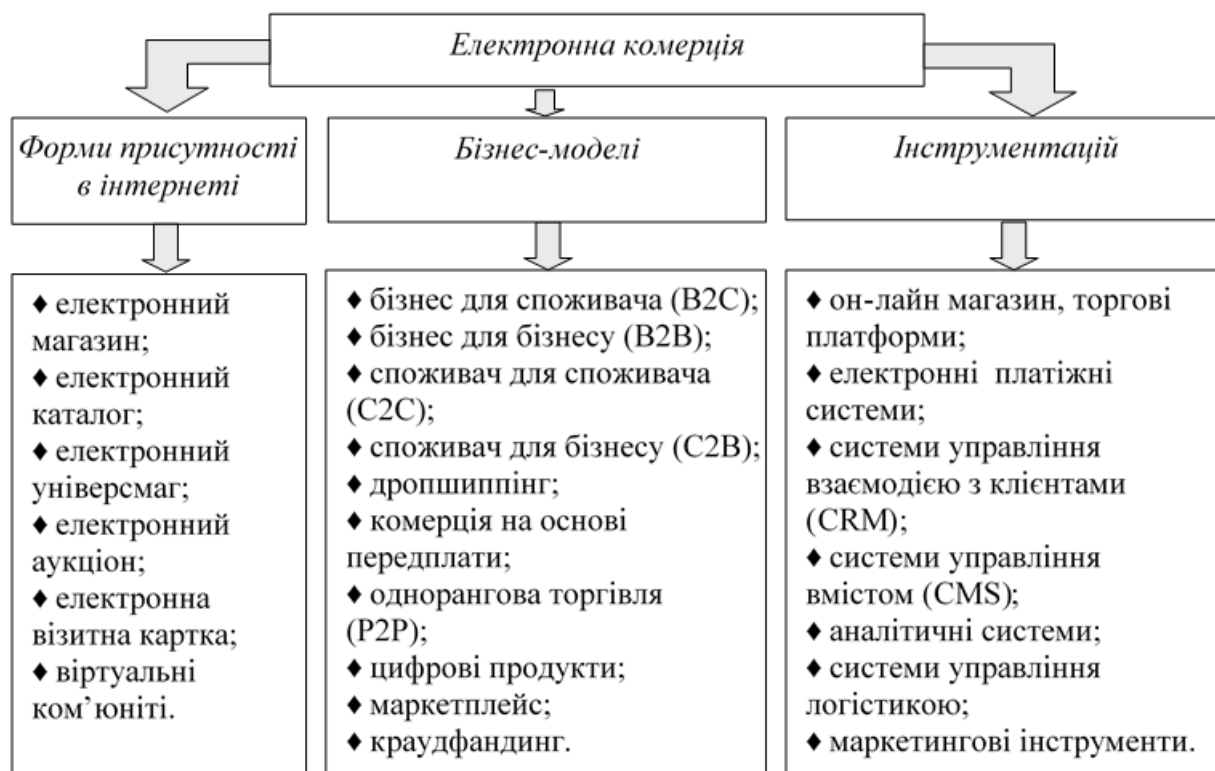 Електронна комерція
Форми присутності
в інтернеті
Бізнес-моделі
Інструментацій
♦ електронний
магазин;
♦ електронний
каталог;
♦ електронний
універсмаг;
♦ електронний
аукціон;
♦ електронна
візитна картка;
♦ віртуальні
ком’юніті.
♦ бізнес для споживача (B2C);
♦ бізнес для бізнесу (B2B);
♦ споживач для споживача
(C2C);
♦ споживач для бізнесу (C2B);
♦ дропшиппінг;
♦ комерція на основі
передплати;
♦ однорангова торгівля
(P2P);
♦ цифрові продукти;
♦ маркетплейс;
♦ краудфандинг.
♦ он-лайн магазин, торгові
платформи;
♦ електронні платіжні
системи;
♦ системи управління
взаємодією з клієнтами
(CRM);
♦ системи управління
вмістом (CMS);
♦ аналітичні системи;
♦ системи управління
логістикою;
♦ маркетингові інструменти.